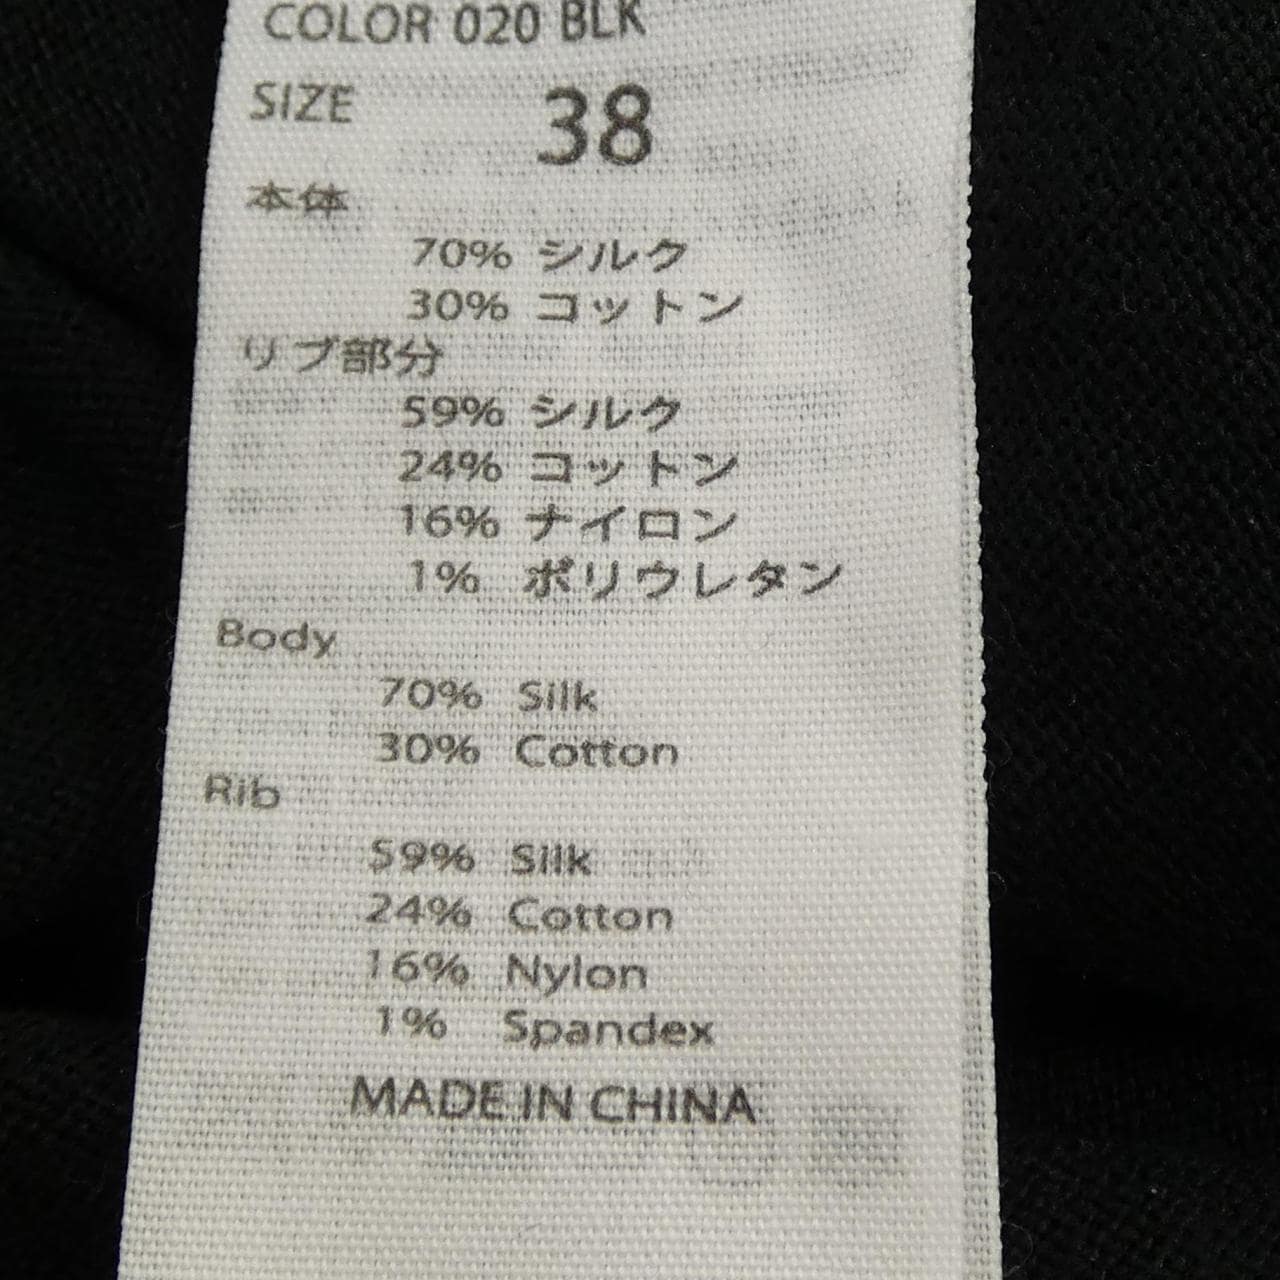 COLOR 020 BLK
SIZE 38
本体
70% シルク
30% コットン
リブ部分
59% シルク
24% コットン
16% ナイロン
1% ポリウレタン
Body
70% Silk
30% Cotton
Rib
59% Silk
24% Cotton
16% Nylon
1% Spandex
MADE IN CHINA